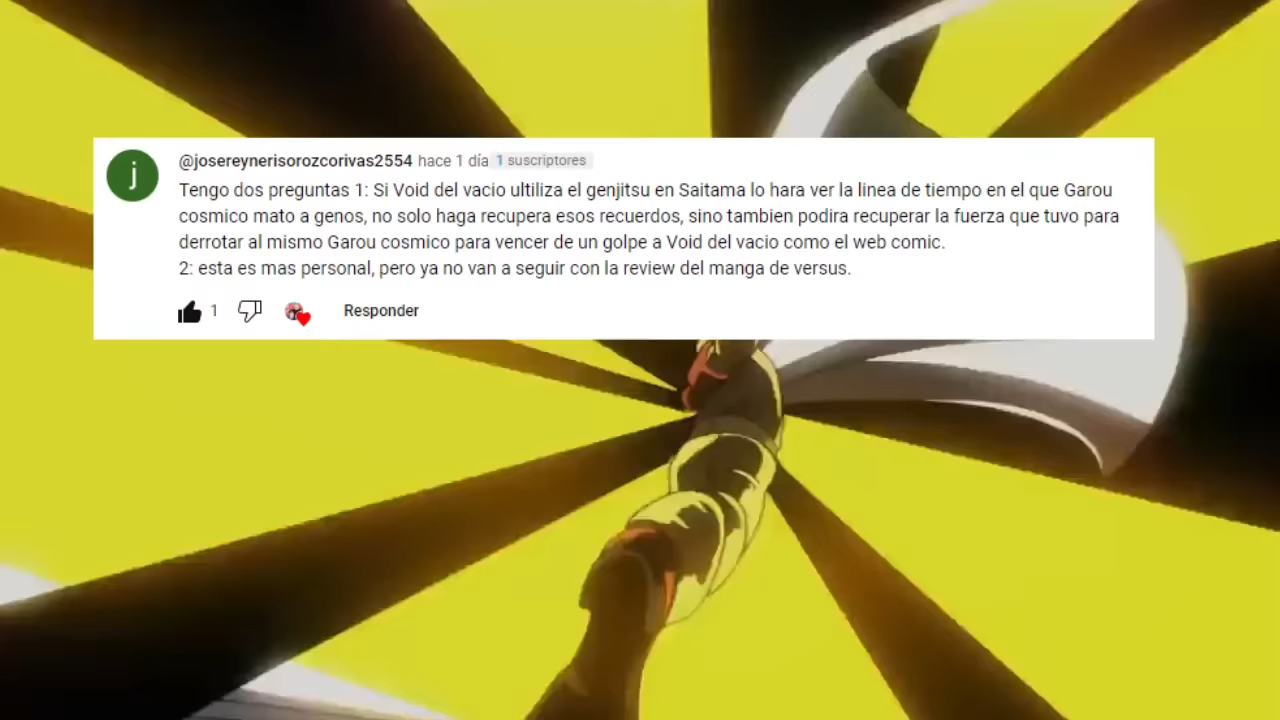 j
@josereynerisorozcorivas2554 hace 1 día 1 suscriptores
Tengo dos preguntas 1: Si Void del vacio ultiliza el genjitsu en Saitama lo hara ver la linea de tiempo en el que Garou
cosmico mato a genos, no solo haga recupera esos recuerdos, sino tambien podira recuperar la fuerza que tuvo para
derrotar al mismo Garou cosmico para vencer de un golpe a Void del vacio como el web comic.
2: esta es mas personal, pero ya no van a seguir con la review del manga de versus.
1 Responder